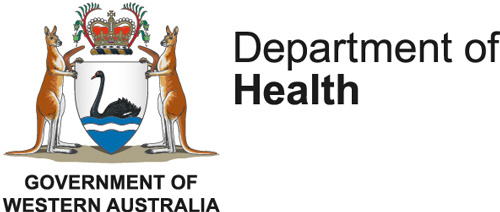 Department of
Health
GOVERNMENT OF
WESTERN AUSTRALIA